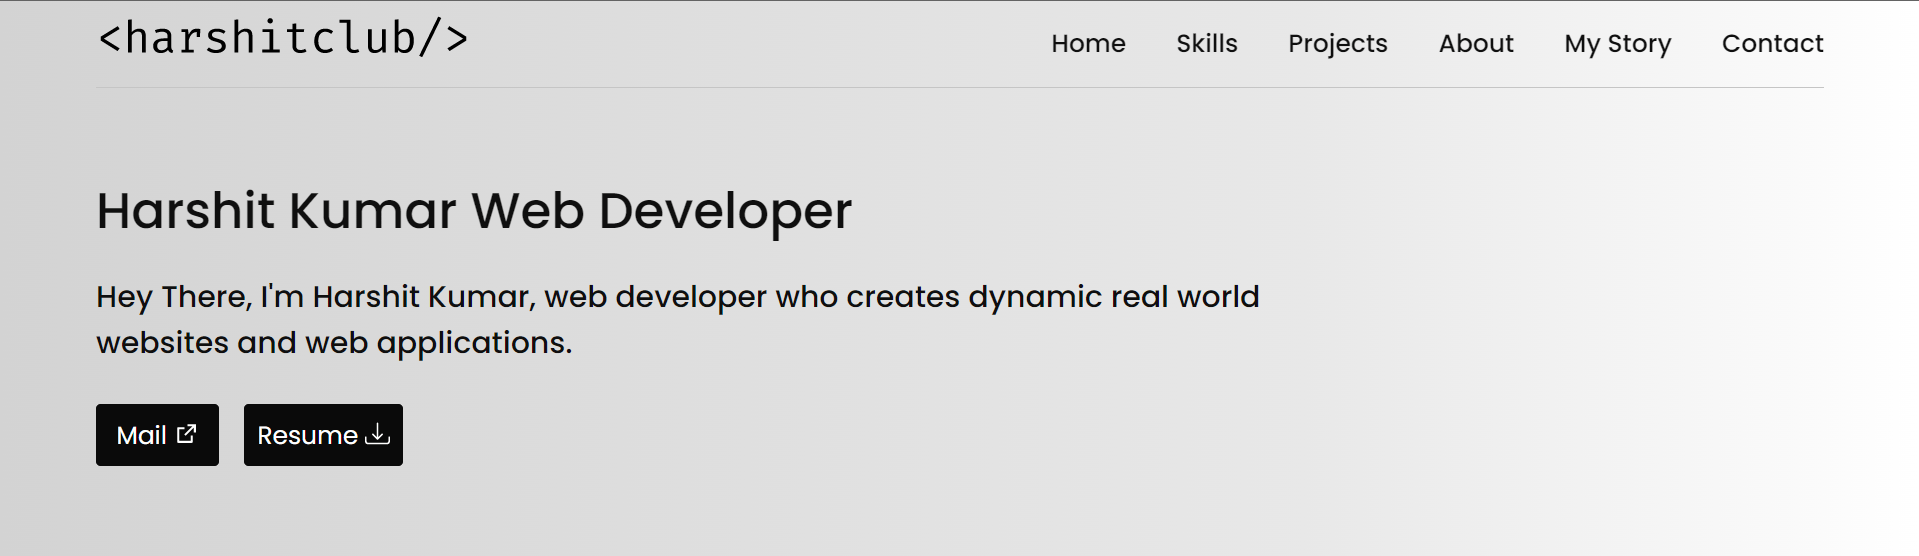 <harshitclub/>
Home Skills Projects About My Story Contact
Harshit Kumar Web Developer
Hey There, I'm Harshit Kumar, web developer who creates dynamic real world
websites and web applications.
Mail
Resume